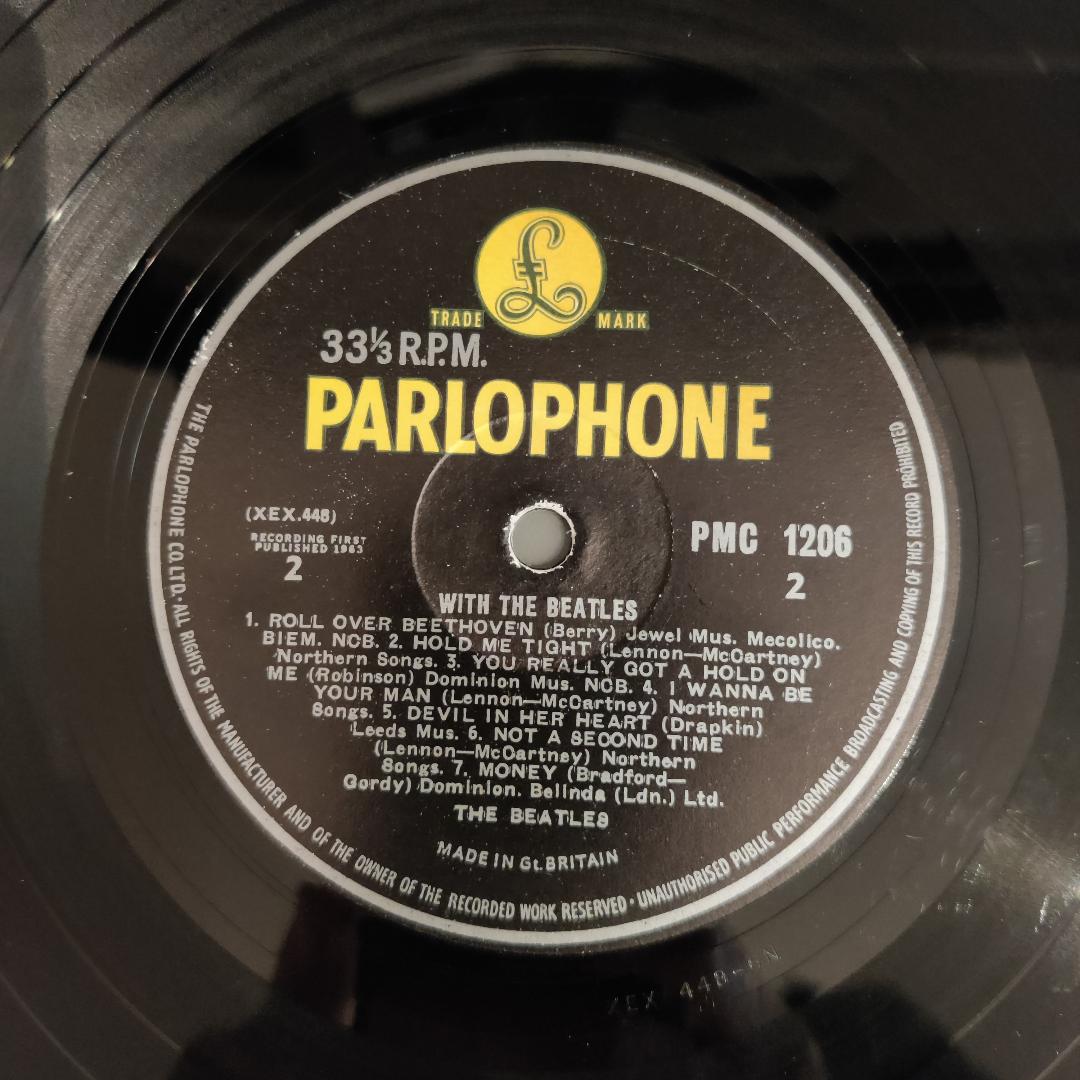 £
TRADE MARK
33⅓ R.P.M.
PARLOPHONE
(XEX.448)
RECORDING FIRST
PUBLISHED 1963
2
PMC 1206
2
WITH THE BEATLES
1. ROLL OVER BEETHOVEN (Berry) Jewel Mus. Mecolico.
BIEM. NCB. 2. HOLD ME TIGHT (Lennon—McCartney)
Northern Songs. 3. YOU REALLY GOT A HOLD ON
ME (Robinson) Dominion Mus. NCB. 4. I WANNA BE
YOUR MAN (Lennon—McCartney) Northern
Songs. 5. DEVIL IN HER HEART (Drapkin)
Leeds Mus. 6. NOT A SECOND TIME
(Lennon—McCartney) Northern
Songs. 7. MONEY (Bradford—
Gordy) Dominion. Belinda (Ldn.) Ltd.
THE BEATLES
MADE IN Gt. BRITAIN
THE PARLOPHONE CO. LTD. · ALL RIGHTS OF THE MANUFACTURER AND OF THE OWNER OF THE RECORDED WORK RESERVED · UNAUTHORISED PUBLIC PERFORMANCE BROADCASTING AND COPYING OF THIS RECORD PROHIBITED
XEX 448